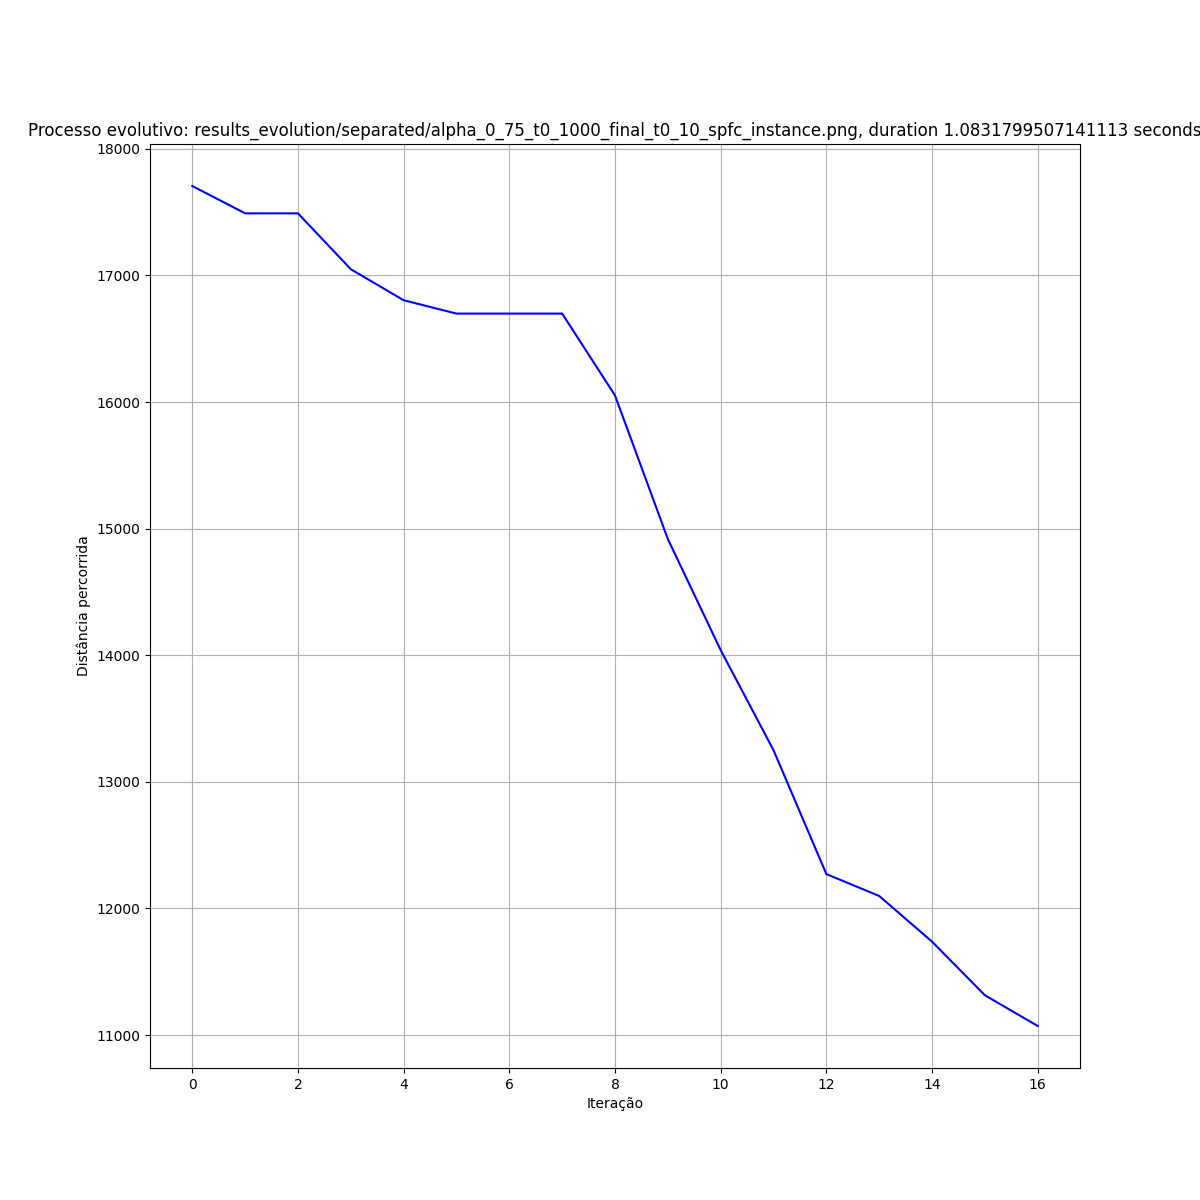 Processo evolutivo: results_evolution/separated/alpha_0_75_t0_1000_final_t0_10_spfc_instance.png, duration 1.0831799507141113 seconds
18000
17000
16000
15000
14000
13000
12000
11000
Distância percorrida
0 2 4 6 8 10 12 14 16
Iteração